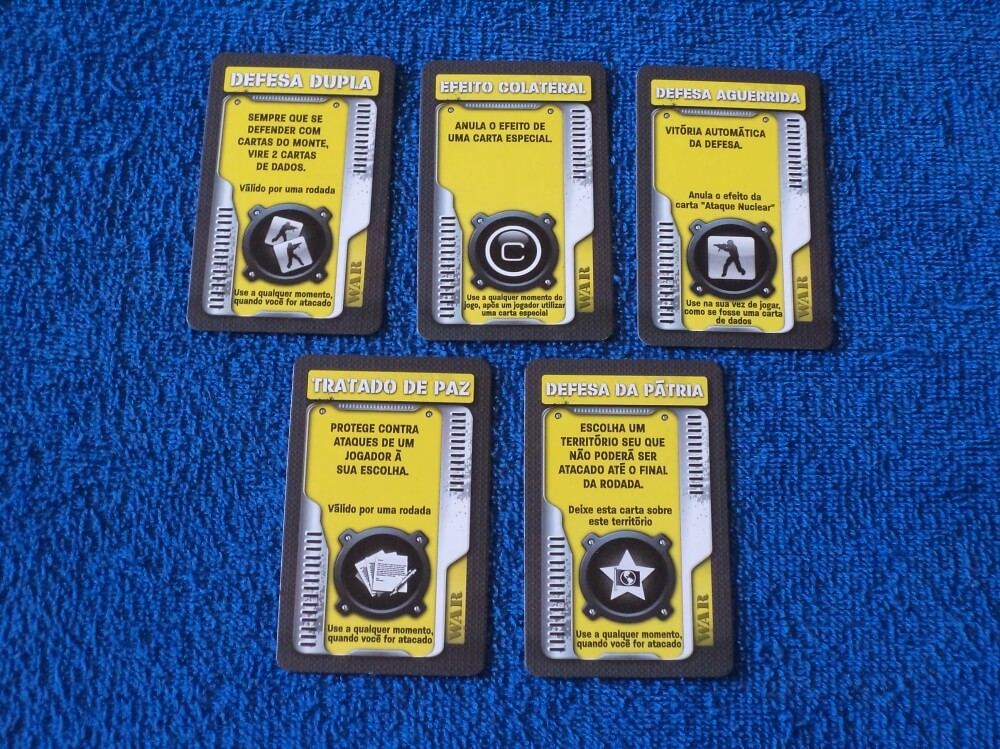 DEFESA DUPLA
SEMPRE QUE SE
DEFENDER COM
CARTAS DO MONTE,
VIRE 2 CARTAS
DE DADOS.
Válido por uma rodada
Use a qualquer momento,
quando você for atacado
WAR
EFEITO COLATERAL
ANULA O EFEITO DE
UMA CARTA ESPECIAL.
C
Use a qualquer momento do
jogo, após um jogador utilizar
uma carta especial
WAR
DEFESA AGUERRIDA
VITÓRIA AUTOMÁTICA
DA DEFESA.
Anula o efeito da
carta "Ataque Nuclear"
Use na sua vez de jogar,
como se fosse uma carta
de dados
WAR
TRATADO DE PAZ
PROTEGE CONTRA
ATAQUES DE UM
JOGADOR À
SUA ESCOLHA.
Válido por uma rodada
Use a qualquer momento,
quando você for atacado
WAR
DEFESA DA PÁTRIA
ESCOLHA UM
TERRITÓRIO SEU QUE
NÃO PODERÁ SER
ATACADO ATÉ O FINAL
DA RODADA.
Deixe esta carta sobre
este território
Use a qualquer momento,
quando você for atacado
WAR